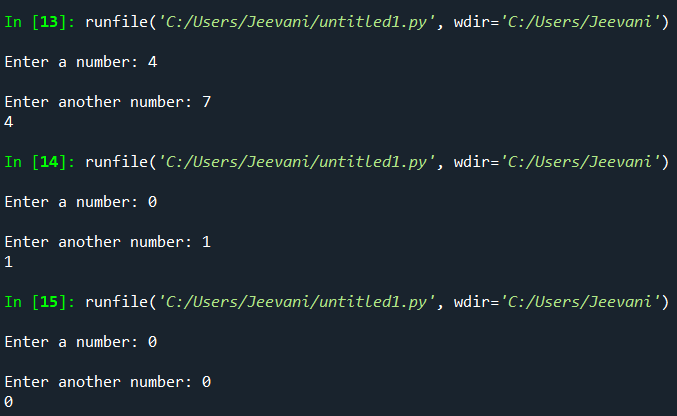 In [13]: runfile('C:/Users/Jeevani/untitled1.py', wdir='C:/Users/Jeevani')
Enter a number: 4
Enter another number: 7
4
In [14]: runfile('C:/Users/Jeevani/untitled1.py', wdir='C:/Users/Jeevani')
Enter a number: 0
Enter another number: 1
1
In [15]: runfile('C:/Users/Jeevani/untitled1.py', wdir='C:/Users/Jeevani')
Enter a number: 0
Enter another number: 0
0